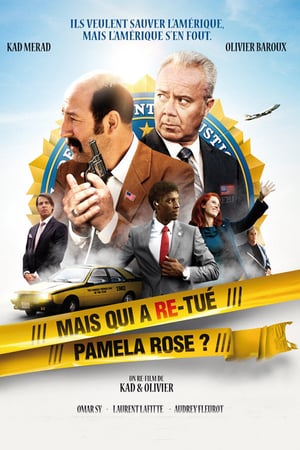 ILS VEULENT SAUVER L'AMÉRIQUE,
MAIS L'AMÉRIQUE S'EN FOUT.
KAD MERAD
OLIVIER BAROUX
MAIS QUI A RE-TUÉ
PAMELA ROSE ?
UN RE-FILM DE
KAD & OLIVIER
OMAR SY LAURENT LAFITTE AUDREY FLEUROT